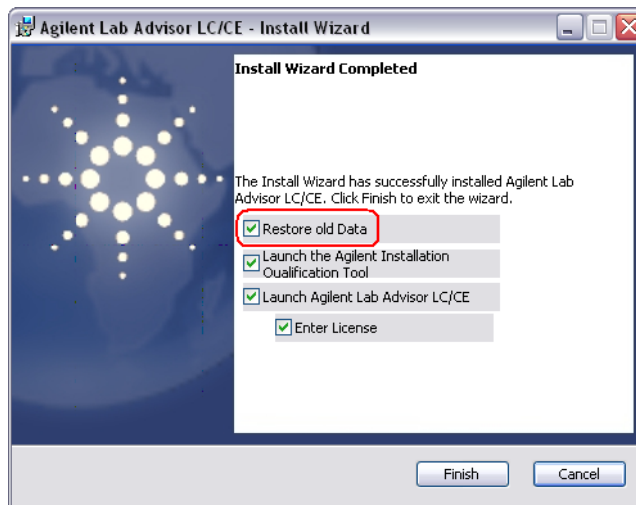 Agilent Lab Advisor LC/CE - Install Wizard
Install Wizard Completed
The Install Wizard has successfully installed Agilent Lab
Advisor LC/CE. Click Finish to exit the wizard.
Restore old Data
Launch the Agilent Installation
Qualification Tool
Launch Agilent Lab Advisor LC/CE
Enter License
Finish
Cancel